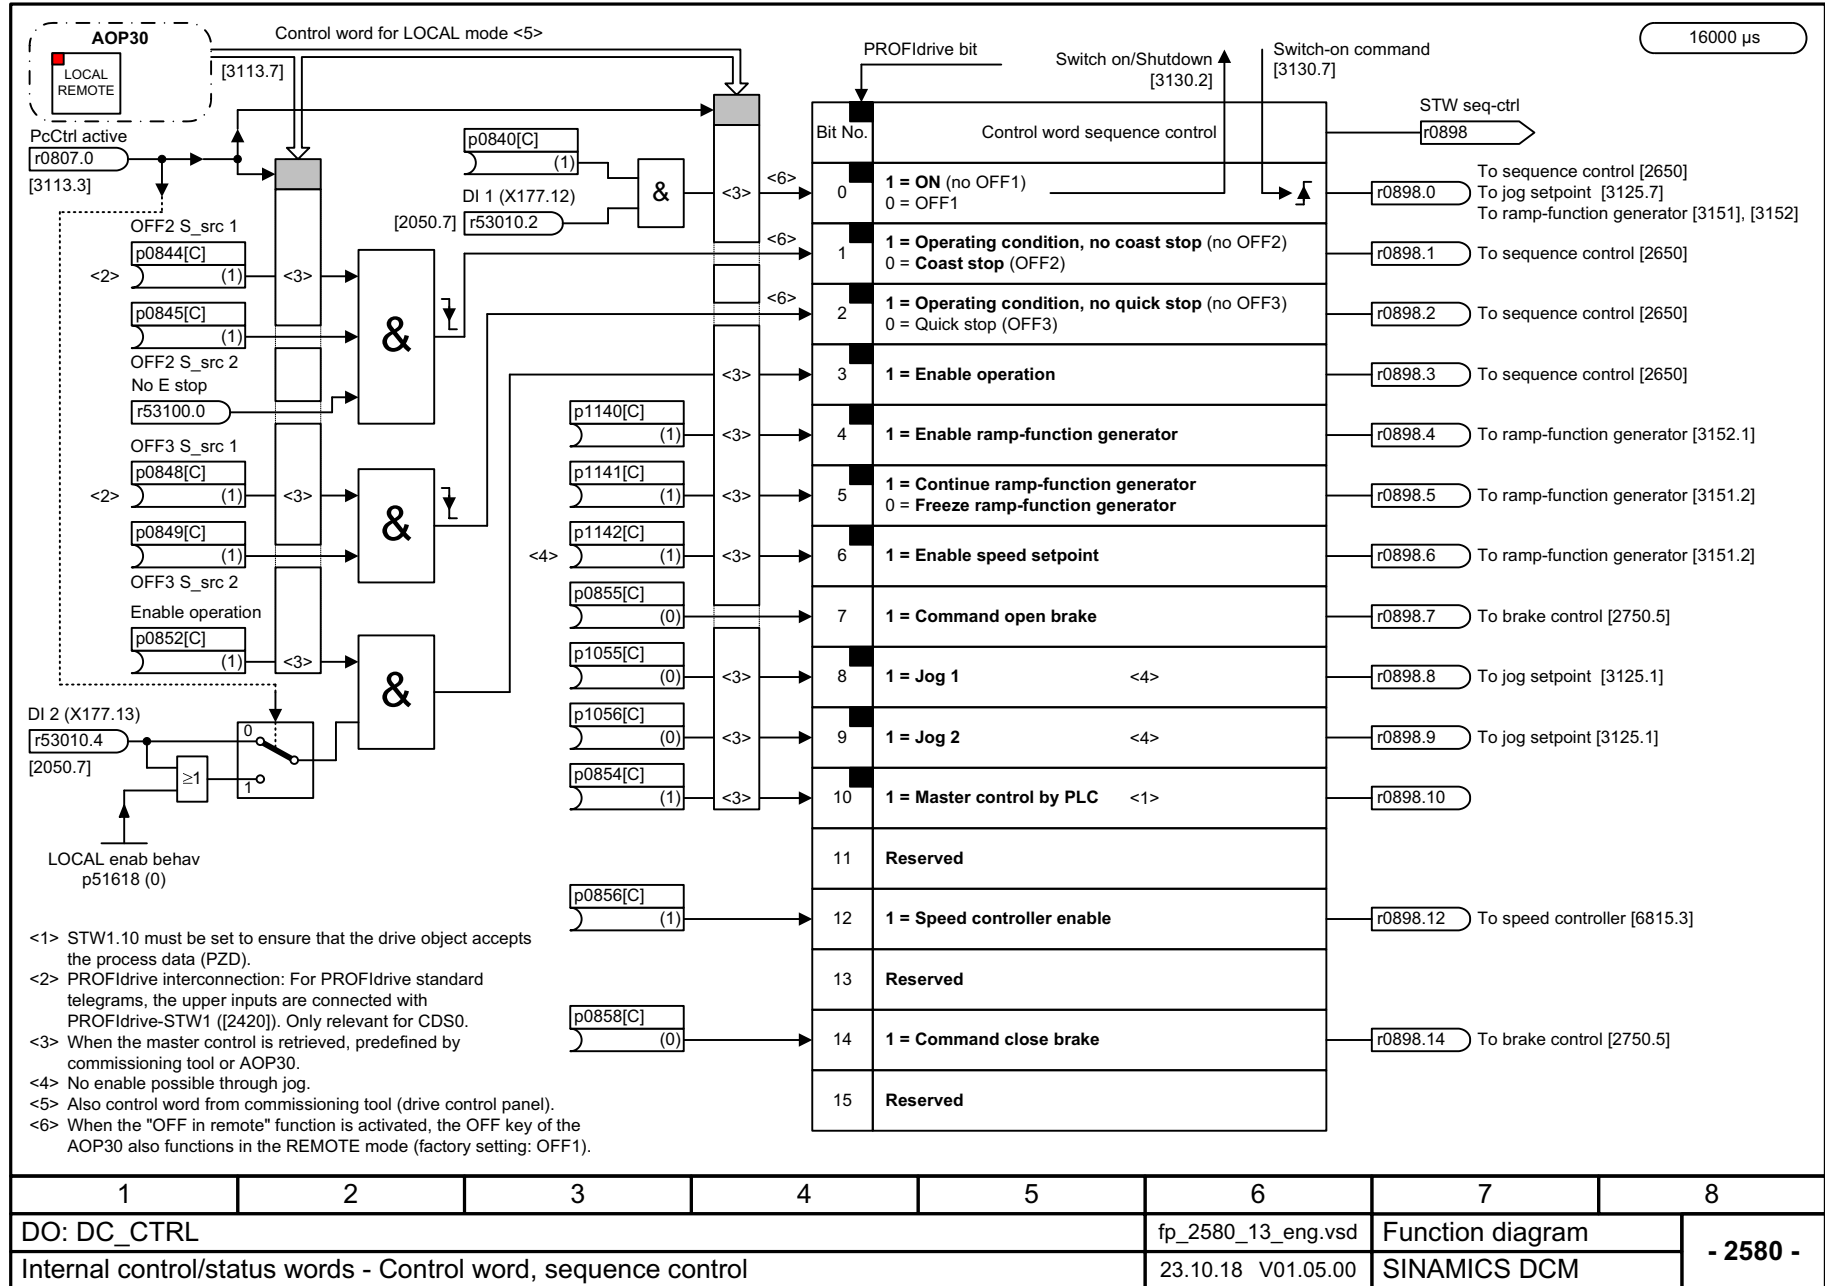 AOP30
LOCAL
REMOTE
Control word for LOCAL mode <5>
[3113.7]
PcCtrl active
r0807.0
[3113.3]
PROFIdrive bit
Switch on/Shutdown
[3130.2]
Switch-on command
[3130.7]
16000 µs
STW seq-ctrl
r0898
Bit No.
Control word sequence control
p0840[C]
(1)
DI 1 (X177.12)
[2050.7]
r53010.2
&
<3>
<6>
0
1 = ON (no OFF1)
0 = OFF1
r0898.0
To sequence control [2650]
To jog setpoint [3125.7]
To ramp-function generator [3151], [3152]
OFF2 S_src 1
p0844[C]
<2>
(1)
<3>
p0845[C]
(1)
OFF2 S_src 2
No E stop
r53100.0
&
<6>
1
1 = Operating condition, no coast stop (no OFF2)
0 = Coast stop (OFF2)
r0898.1
To sequence control [2650]
<6>
2
1 = Operating condition, no quick stop (no OFF3)
0 = Quick stop (OFF3)
r0898.2
To sequence control [2650]
<3>
3
1 = Enable operation
r0898.3
To sequence control [2650]
p1140[C]
(1)
<3>
4
1 = Enable ramp-function generator
r0898.4
To ramp-function generator [3152.1]
OFF3 S_src 1
p0848[C]
<2>
(1)
<3>
p0849[C]
(1)
OFF3 S_src 2
&
p1141[C]
(1)
<3>
5
1 = Continue ramp-function generator
0 = Freeze ramp-function generator
r0898.5
To ramp-function generator [3151.2]
p1142[C]
<4>
(1)
<3>
6
1 = Enable speed setpoint
r0898.6
To ramp-function generator [3151.2]
Enable operation
p0852[C]
(1)
<3>
&
p0855[C]
(0)
7
1 = Command open brake
r0898.7
To brake control [2750.5]
p1055[C]
(0)
<3>
8
1 = Jog 1
<4>
r0898.8
To jog setpoint [3125.1]
DI 2 (X177.13)
r53010.4
[2050.7]
0
1
≥1
p1056[C]
(0)
<3>
9
1 = Jog 2
<4>
r0898.9
To jog setpoint [3125.1]
p0854[C]
(1)
<3>
10
1 = Master control by PLC
<1>
r0898.10
LOCAL enab behav
p51618 (0)
11
Reserved
p0856[C]
(1)
12
1 = Speed controller enable
r0898.12
To speed controller [6815.3]
13
Reserved
p0858[C]
(0)
14
1 = Command close brake
r0898.14
To brake control [2750.5]
15
Reserved
<1> STW1.10 must be set to ensure that the drive object accepts
the process data (PZD).
<2> PROFIdrive interconnection: For PROFIdrive standard
telegrams, the upper inputs are connected with
PROFIdrive-STW1 ([2420]). Only relevant for CDS0.
<3> When the master control is retrieved, predefined by
commissioning tool or AOP30.
<4> No enable possible through jog.
<5> Also control word from commissioning tool (drive control panel).
<6> When the "OFF in remote" function is activated, the OFF key of the
AOP30 also functions in the REMOTE mode (factory setting: OFF1).
1 2 3 4 5 6 7 8
DO: DC_CTRL
fp_2580_13_eng.vsd
Function diagram
- 2580 -
Internal control/status words - Control word, sequence control
23.10.18 V01.05.00
SINAMICS DCM